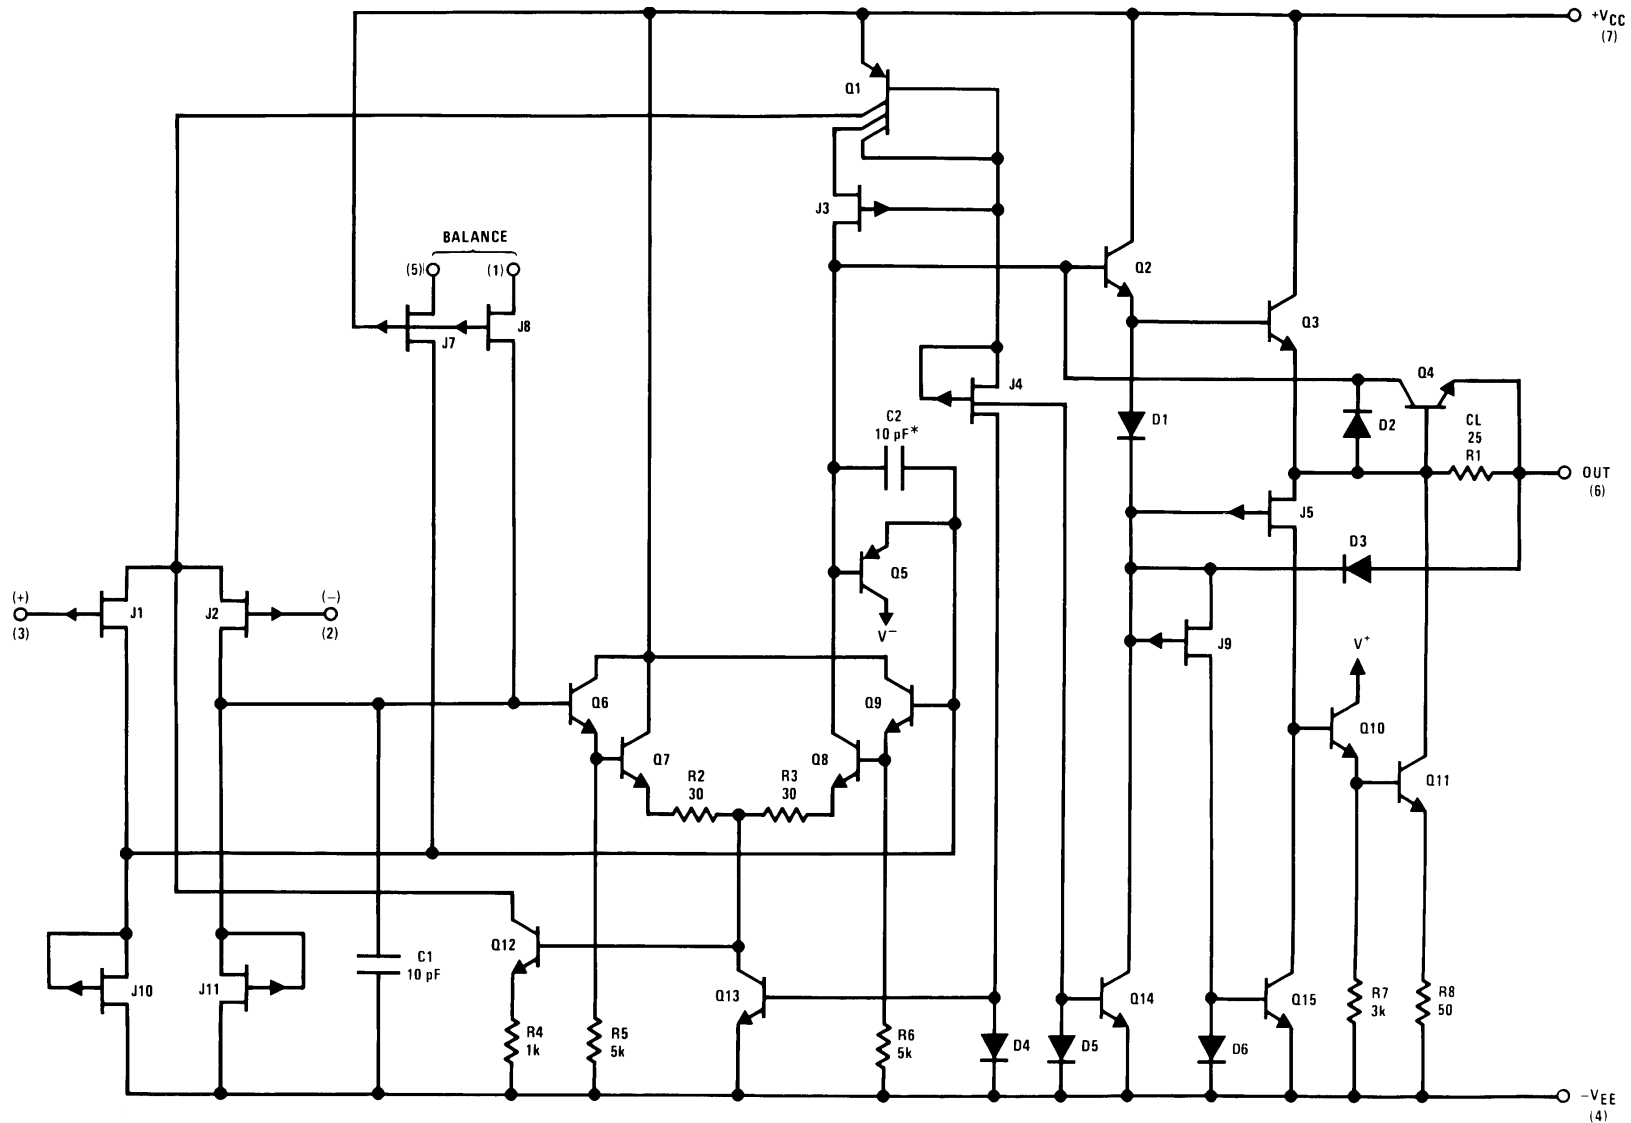 +VCC
(7)
Q1
J3
BALANCE
(5)
(1)
Q2
Q3
J7
J8
J4
Q4
C2
10 pF*
D1
D2
CL
25
R1
OUT
(6)
J5
D3
Q5
(+)
(3)
J1
J2
(−)
(2)
V−
J9
V+
Q6
Q9
Q10
Q7
Q8
Q11
R2
30
R3
30
Q12
C1
10 pF
J10
J11
Q13
Q14
Q15
R7
3k
R8
50
R4
1k
R5
5k
R6
5k
D4
D5
D6
−VEE
(4)